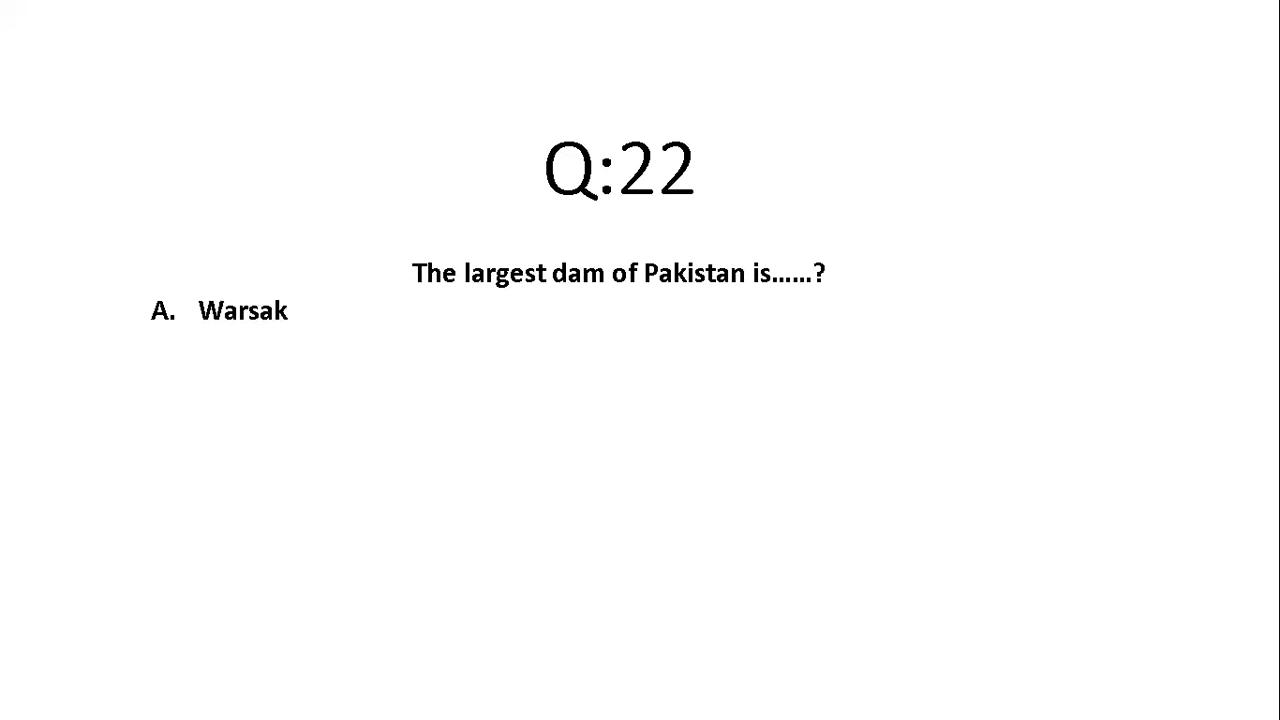 Q:22
The largest dam of Pakistan is......?
A. Warsak